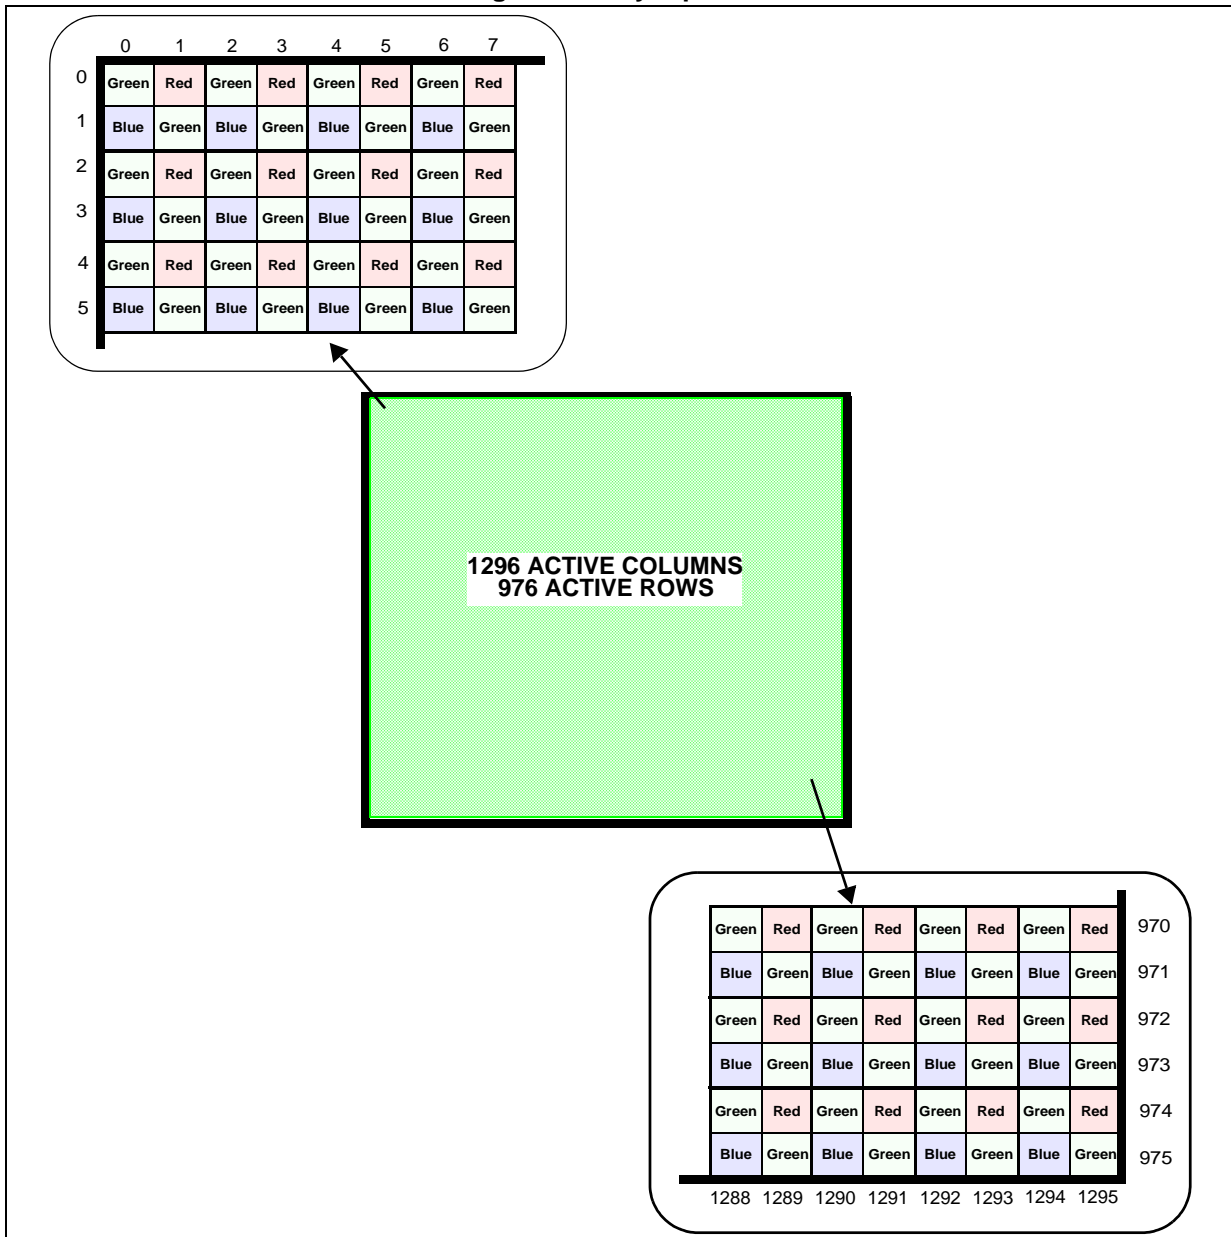 0 1 2 3 4 5 6 7
0 Green Red Green Red Green Red Green Red
1 Blue Green Blue Green Blue Green Blue Green
2 Green Red Green Red Green Red Green Red
3 Blue Green Blue Green Blue Green Blue Green
4 Green Red Green Red Green Red Green Red
5 Blue Green Blue Green Blue Green Blue Green
1296 ACTIVE COLUMNS
976 ACTIVE ROWS
Green Red Green Red Green Red Green Red 970
Blue Green Blue Green Blue Green Blue Green 971
Green Red Green Red Green Red Green Red 972
Blue Green Blue Green Blue Green Blue Green 973
Green Red Green Red Green Red Green Red 974
Blue Green Blue Green Blue Green Blue Green 975
1288 1289 1290 1291 1292 1293 1294 1295